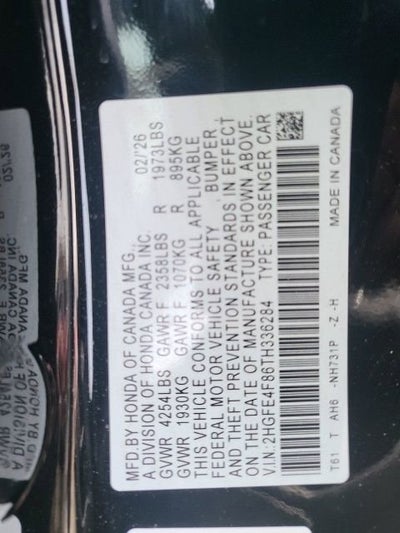 MFD.BY HONDA OF CANADA MFG., 02/'26
A DIVISION OF HONDA CANADA INC.
GVWR 4254LBS GAWR F 2358LBS R 1973LBS
GVWR 1930KG GAWR F 1070KG R 895KG
THIS VEHICLE CONFORMS TO ALL APPLICABLE
FEDERAL MOTOR VEHICLE SAFETY , BUMPER ,
AND THEFT PREVENTION STANDARDS IN EFFECT
ON THE DATE OF MANUFACTURE SHOWN ABOVE.
V.I.N.:2HGFE4F86TH336284 TYPE: PASSENGER CAR
T61 T AH6 -NH731P -Z -H MADE IN CANADA